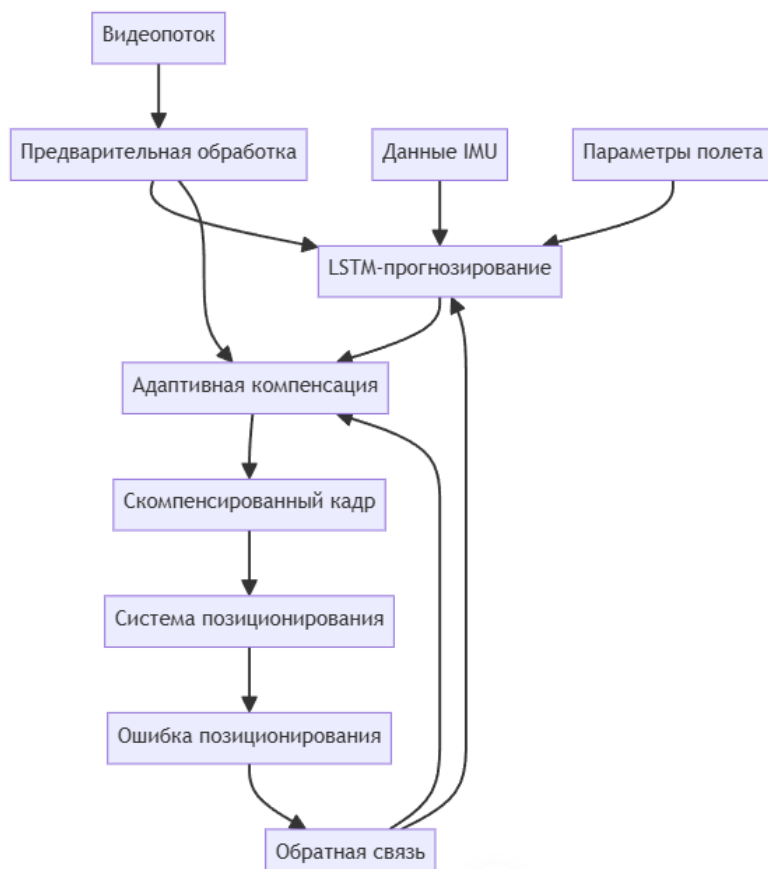 Видеопоток
Предварительная обработка
Данные IMU
Параметры полета
LSTM-прогнозирование
Адаптивная компенсация
Скомпенсированный кадр
Система позиционирования
Ошибка позиционирования
Обратная связь